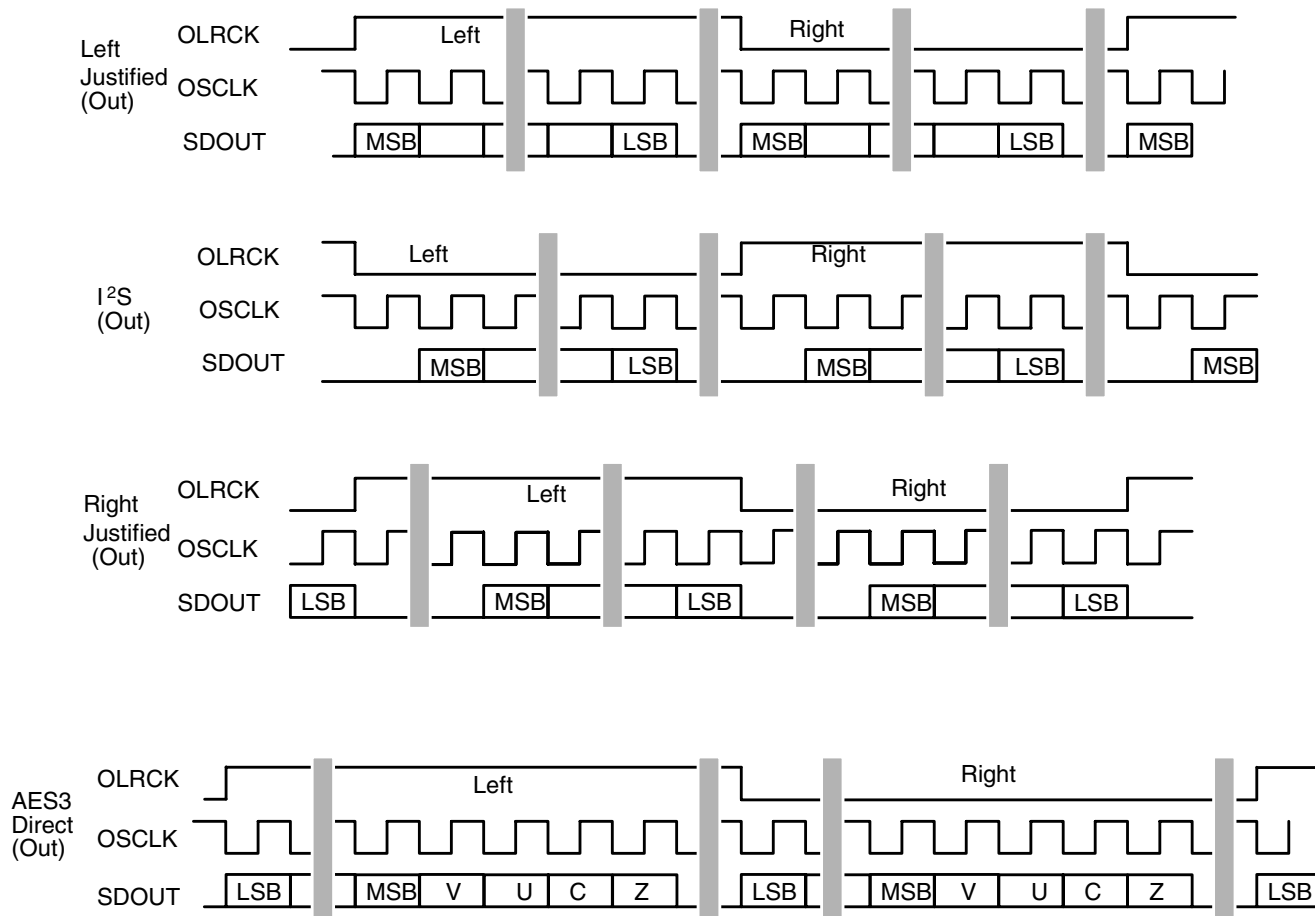 OLRCK Left Right
Left
Justified
(Out)
OSCLK
SDOUT MSB LSB MSB LSB MSB
OLRCK Left Right
I²S
(Out)
OSCLK
SDOUT MSB LSB MSB LSB MSB
OLRCK Left Right
Right
Justified
(Out)
OSCLK
SDOUT LSB MSB LSB MSB LSB
OLRCK Left Right
AES3
Direct
(Out)
OSCLK
SDOUT LSB MSB V U C Z LSB MSB V U C Z LSB